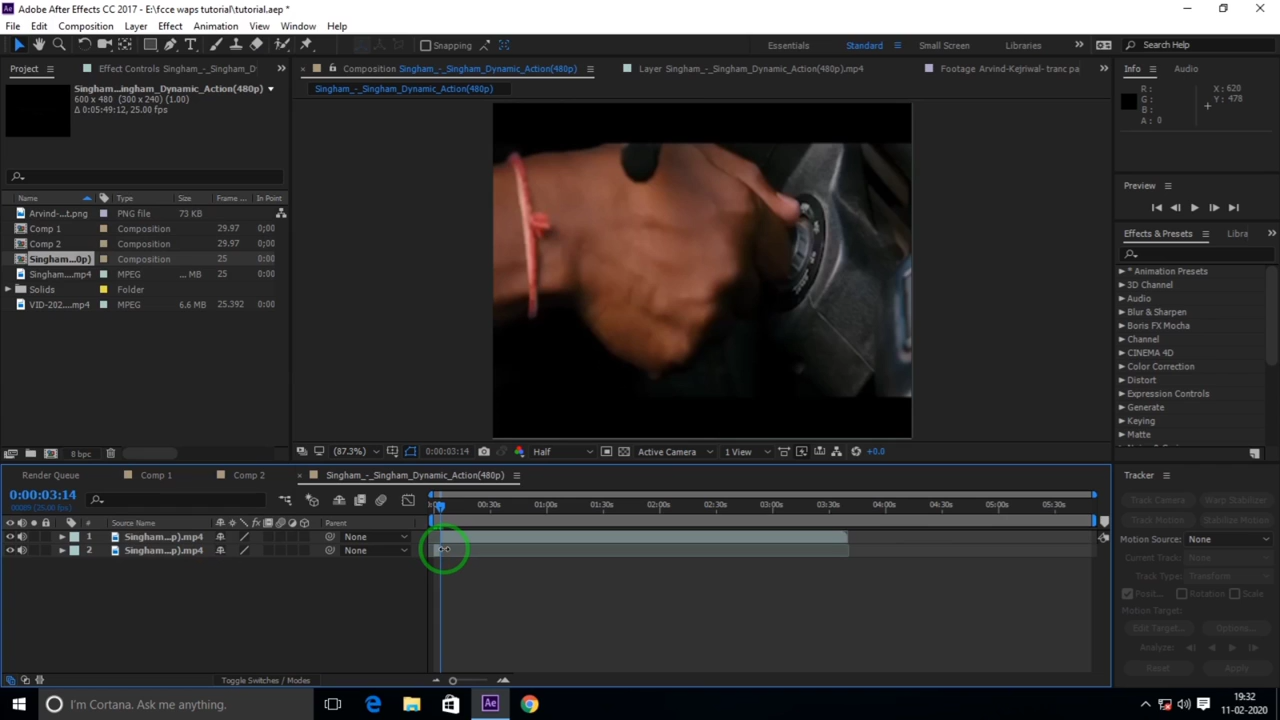 Adobe After Effects CC 2017 - E:\fcce waps tutorial\tutorial.aep *
File Edit Composition Layer Effect Animation View Window Help
Snapping Essentials Standard Small Screen Libraries Search Help
Project Effect Controls Singham_-_Singham_D Composition Singham_-_Singham_Dynamic_Action(480p) Layer Singham_-_Singham_Dynamic_Action(480p).mp4 Footage Arvind-Kejriwal- tranc pa Info Audio
Singham_-_Singham_Dynamic_Action(480p)
Singham...ingham_Dynamic_Action(480p)
600 x 480 (300 x 240) (1.00)
Δ 0:05:49:12, 25.00 fps
R:
G:
B:
A: 0
X: 620
Y: 478
Preview
Name Type Size Frame ... In Point
Arvind-...t.png PNG file 73 KB
Comp 1 Composition 29.97 0;00
Comp 2 Composition 29.97 0;00
Singham...0p) Composition 25 0:00
Singham....mp4 MPEG ... MB 25 0:00
Solids Folder
VID-202....mp4 MPEG 6.6 MB 25.392 0:00
Effects & Presets Libra
* Animation Presets
3D Channel
Audio
Blur & Sharpen
Boris FX Mocha
Channel
CINEMA 4D
Color Correction
Distort
Expression Controls
Generate
Keying
Matte
8 bpc
(87.3%) 0:00:03:14 Half Active Camera 1 View +0.0
Render Queue Comp 1 Comp 2 Singham_-_Singham_Dynamic_Action(480p)
0:00:03:14
00089 (25.00 fps)
00:30s 01:00s 01:30s 02:00s 02:30s 03:00s 03:30s 04:00s 04:30s 05:00s 05:30s
# Source Name Parent
1 Singham...p).mp4 None
2 Singham...p).mp4 None
Toggle Switches / Modes
Tracker
Track Camera Warp Stabilizer
Track Motion Stabilize Motion
Motion Source: None
Current Track: None
Track Type: Transform
Posit... Rotation Scale
Motion Target:
Edit Target... Options...
Analyze:
Reset Apply
I'm Cortana. Ask me anything.
Ae
19:32
11-02-2020